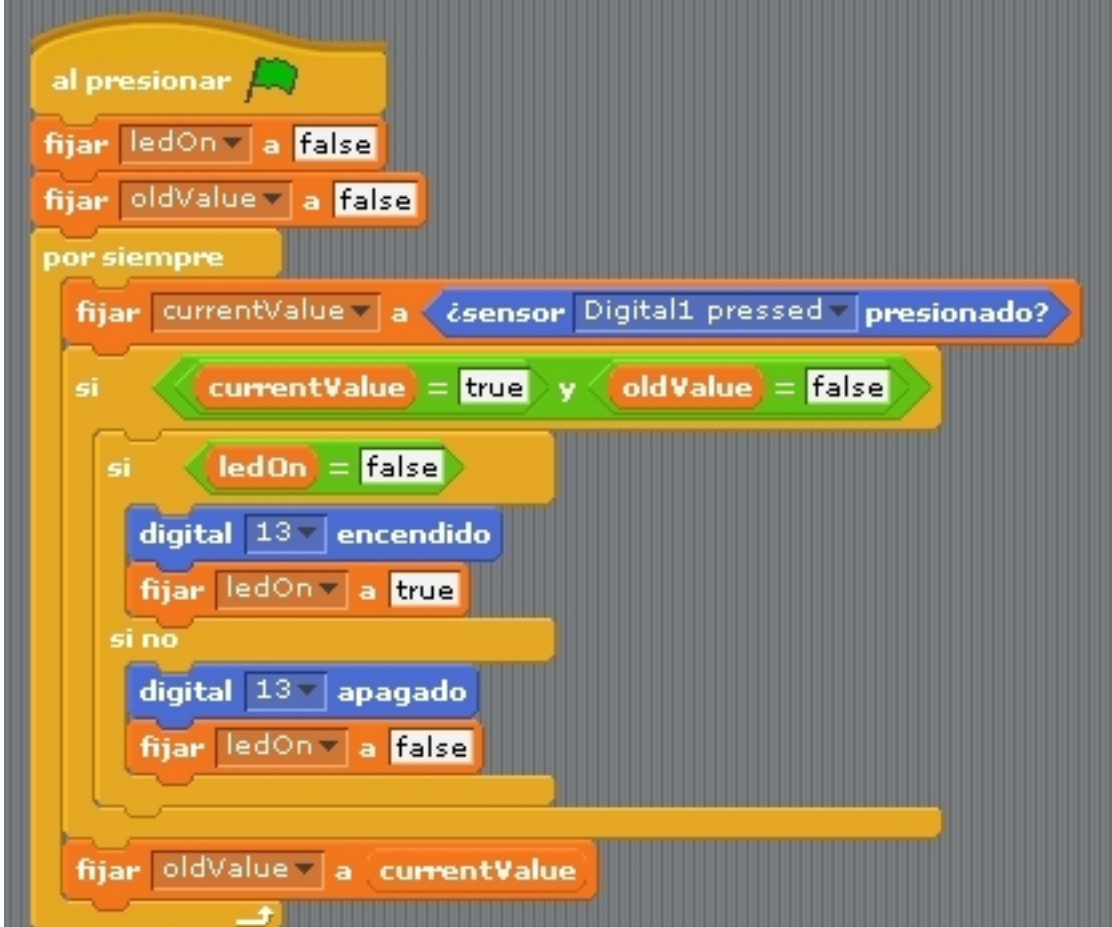 al presionar
fijar ledOn a false
fijar oldValue a false
por siempre
fijar currentValue a ¿sensor Digital1 pressed presionado?
si currentValue = true y oldValue = false
si ledOn = false
digital 13 encendido
fijar ledOn a true
si no
digital 13 apagado
fijar ledOn a false
fijar oldValue a currentValue